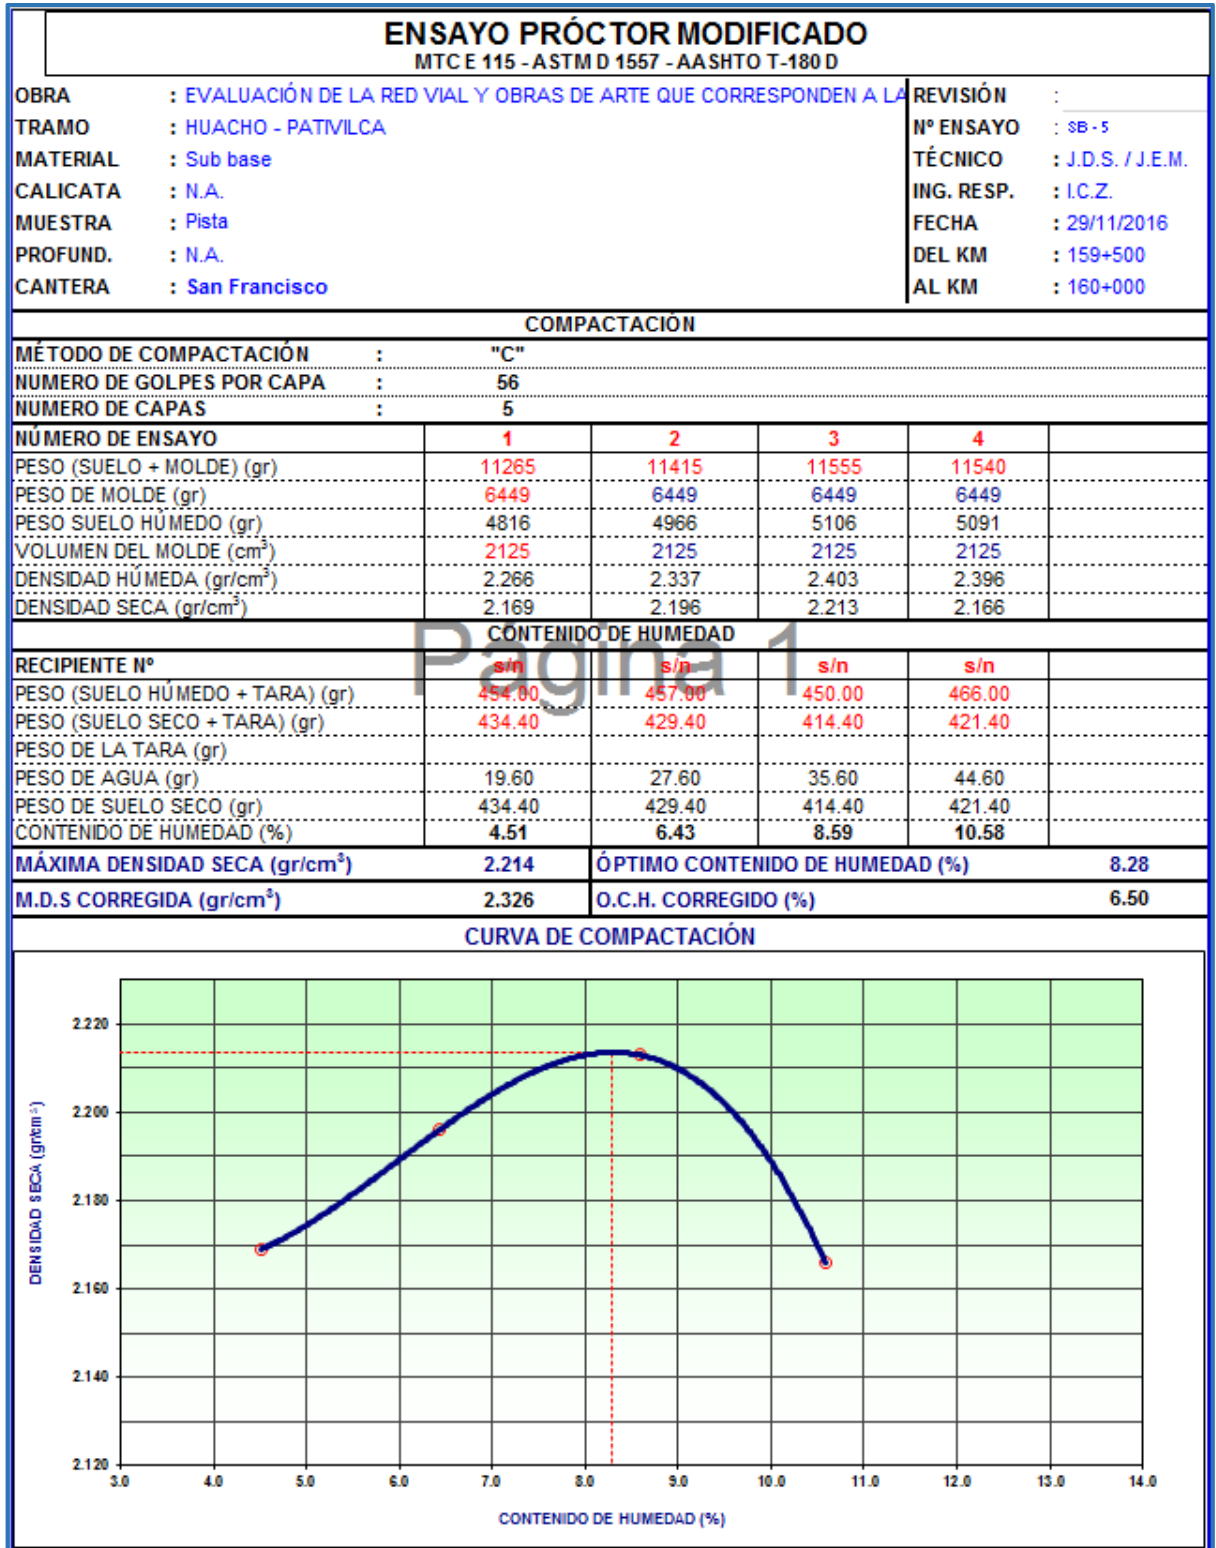 ENSAYO PRÓCTOR MODIFICADO
MTC E 115 - ASTM D 1557 - AASHTO T-180 D
OBRA : EVALUACIÓN DE LA RED VIAL Y OBRAS DE ARTE QUE CORRESPONDEN A LA REVISIÓN :
TRAMO : HUACHO - PATIVILCA Nº ENSAYO : SB - 5
MATERIAL : Sub base TÉCNICO : J.D.S. / J.E.M.
CALICATA : N.A. ING. RESP. : I.C.Z.
MUESTRA : Pista FECHA : 29/11/2016
PROFUND. : N.A. DEL KM : 159+500
CANTERA : San Francisco AL KM : 160+000
COMPACTACIÓN
MÉTODO DE COMPACTACIÓN : "C"
NUMERO DE GOLPES POR CAPA : 56
NUMERO DE CAPAS : 5
NÚMERO DE ENSAYO 1 2 3 4
PESO (SUELO + MOLDE) (gr) 11265 11415 11555 11540
PESO DE MOLDE (gr) 6449 6449 6449 6449
PESO SUELO HÚMEDO (gr) 4816 4966 5106 5091
VOLUMEN DEL MOLDE (cm³) 2125 2125 2125 2125
DENSIDAD HÚMEDA (gr/cm³) 2.266 2.337 2.403 2.396
DENSIDAD SECA (gr/cm³) 2.169 2.196 2.213 2.166
CONTENIDO DE HUMEDAD
Página 1
RECIPIENTE Nº s/n s/n s/n s/n
PESO (SUELO HÚMEDO + TARA) (gr) 454.00 457.00 450.00 466.00
PESO (SUELO SECO + TARA) (gr) 434.40 429.40 414.40 421.40
PESO DE LA TARA (gr)
PESO DE AGUA (gr) 19.60 27.60 35.60 44.60
PESO DE SUELO SECO (gr) 434.40 429.40 414.40 421.40
CONTENIDO DE HUMEDAD (%) 4.51 6.43 8.59 10.58
MÁXIMA DENSIDAD SECA (gr/cm³) 2.214 ÓPTIMO CONTENIDO DE HUMEDAD (%) 8.28
M.D.S CORREGIDA (gr/cm³) 2.326 O.C.H. CORREGIDO (%) 6.50
CURVA DE COMPACTACIÓN
DENSIDAD SECA (gr/cm³)
2.220
2.200
2.180
2.160
2.140
2.120
3.0 4.0 5.0 6.0 7.0 8.0 9.0 10.0 11.0 12.0 13.0 14.0
CONTENIDO DE HUMEDAD (%)